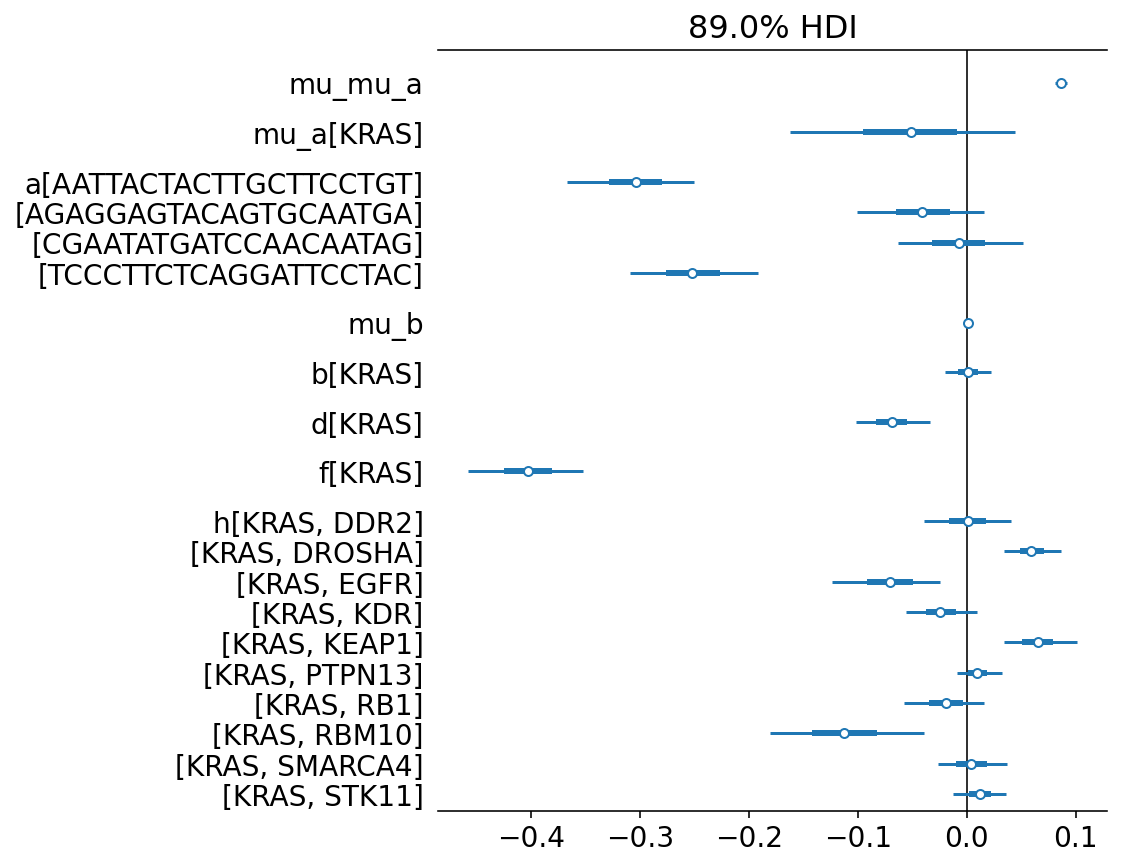 89.0% HDI
mu_mu_a
mu_a[KRAS]
a[AATTACTACTTGCTTCCTGT]
[AGAGGAGTACAGTGCAATGA]
[CGAATATGATCCAACAATAG]
[TCCCTTCTCAGGATTCCTAC]
mu_b
b[KRAS]
d[KRAS]
f[KRAS]
h[KRAS, DDR2]
[KRAS, DROSHA]
[KRAS, EGFR]
[KRAS, KDR]
[KRAS, KEAP1]
[KRAS, PTPN13]
[KRAS, RB1]
[KRAS, RBM10]
[KRAS, SMARCA4]
[KRAS, STK11]
−0.4 −0.3 −0.2 −0.1 0.0 0.1